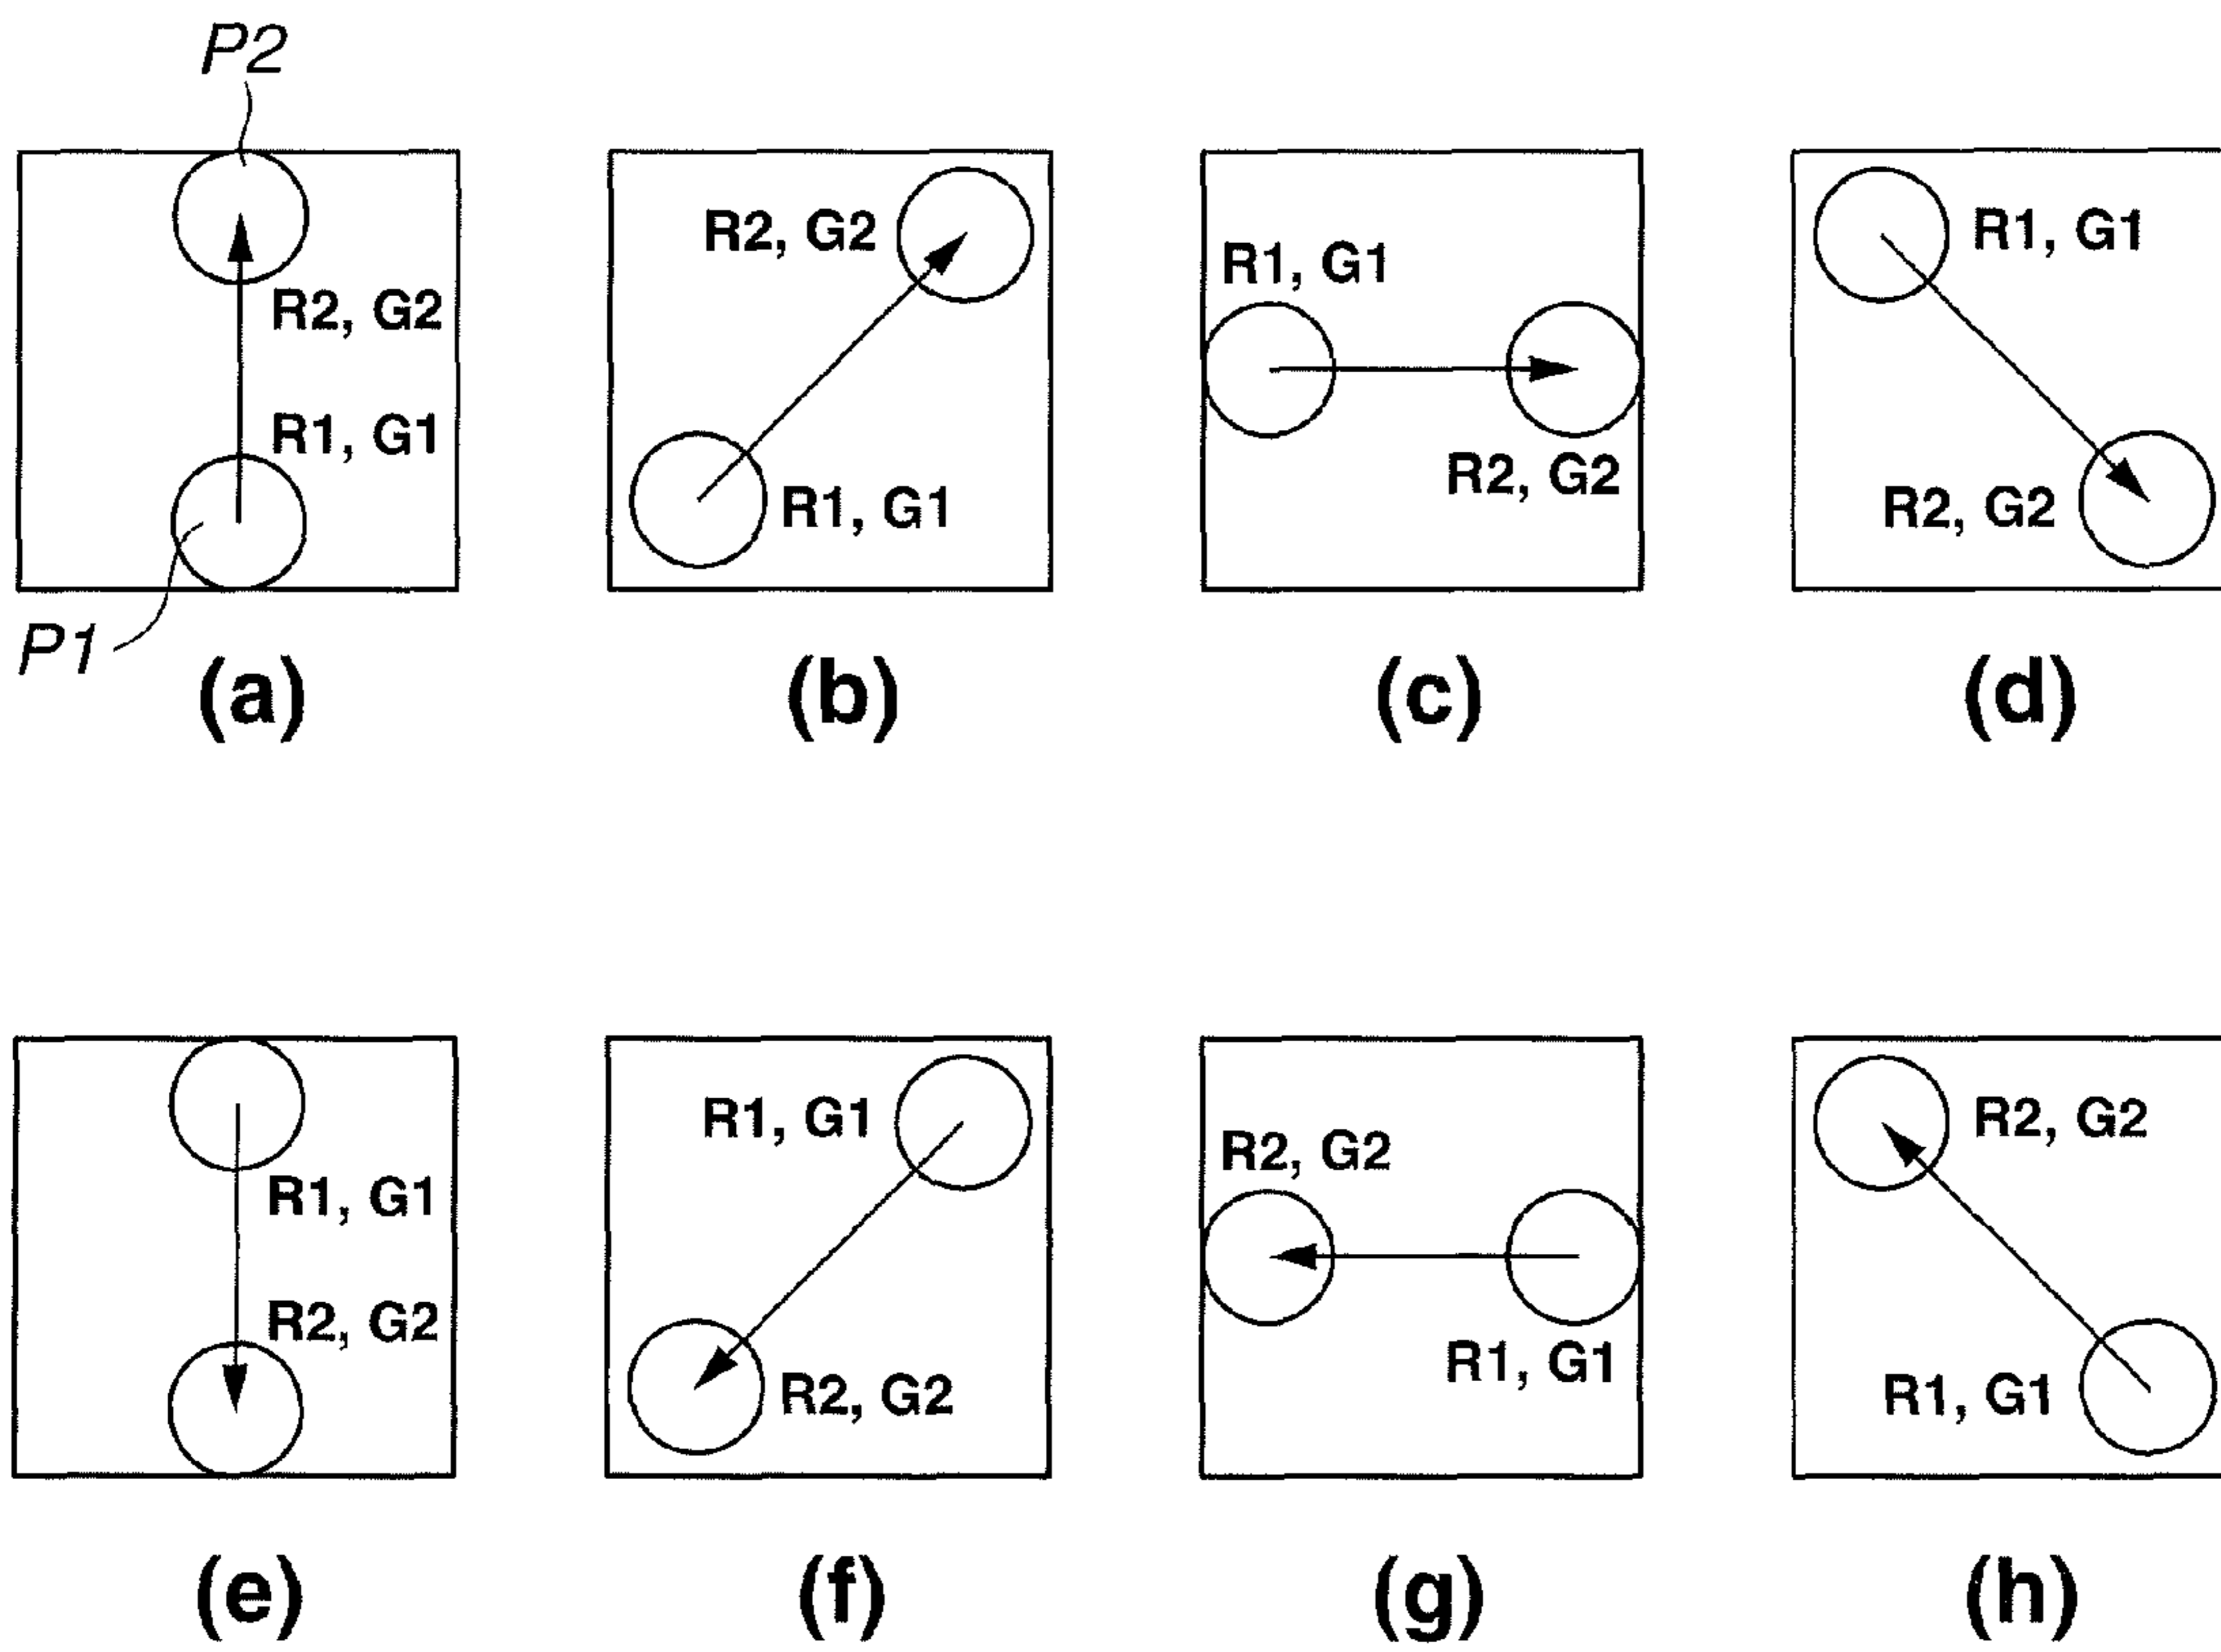 P2
R2, G2
R1, G1
P1
(a)
R2, G2
R1, G1
(b)
R1, G1
R2, G2
(c)
R1, G1
R2, G2
(d)
R1, G1
R2, G2
(e)
R1, G1
R2, G2
(f)
R2, G2
R1, G1
(g)
R2, G2
R1, G1
(h)